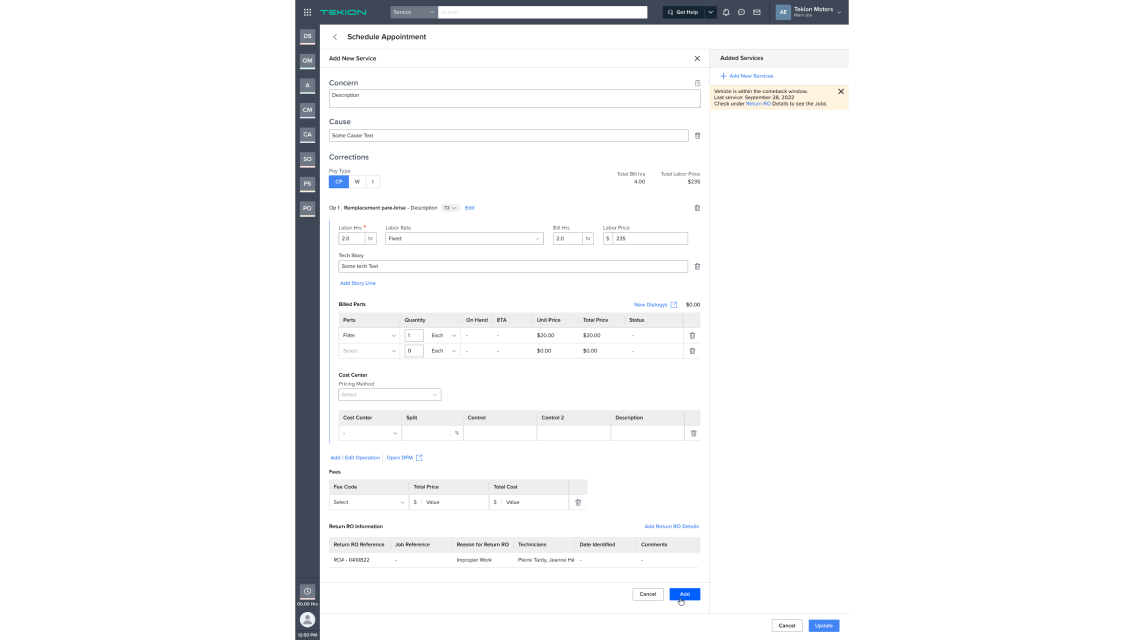 TEKION
Service
Search
Get Help
AE
Tekion Motors
Main site
DS
OM
A
CM
CA
SO
PS
PO
00.00 Hrs
12:50 PM
Schedule Appointment
Add New Service
Concern
Description
Cause
Some Cause Text
Corrections
Pay Type
CP W I
Total Bill hrs Total Labor Price
4.00 $235
Op 1 . Remplacement pare-brise - Description T2 Edit
Labor Hrs * Labor Rate Bill Hrs Labor Price
2.0 hr Fixed 2.0 hr $ 235
Tech Story
Some tech Text
Add Story Line
Billed Parts New Dialogys $0.00
Parts Quantity On Hand ETA Unit Price Total Price Status
Filter 1 Each - - $20.00 $20.00 -
Select 0 Each - - $0.00 $0.00 -
Cost Center
Pricing Method
Select
Cost Center Split Control Control 2 Description
- %
Add / Edit Operation Open DFM
Fees
Fee Code Total Price Total Cost
Select $ Value $ Value
Return RO Information Add Return RO Details
Return RO Reference Job Reference Reason for Return RO Technicians Date Identified Comments
RO# - 0410822 - Improper Work Pierre Tardy, Jeanne Hé - -
Cancel Add
Added Services
Add New Services
Vehicle is within the comeback window.
Last service: September 28, 2022
Check under Return RO Details to see the Jobs
Cancel Update